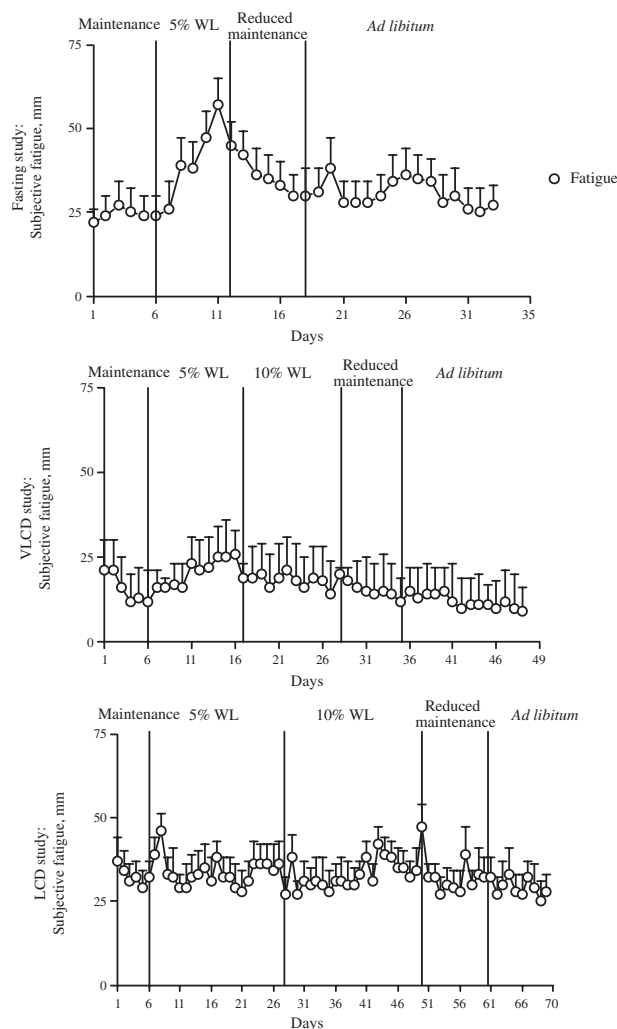 Maintenance 5% WL Reduced maintenance Ad libitum
75
50
25
0
1 6 11 16 21 26 31 35
Days
Fasting study:
Subjective fatigue, mm
Fatigue
Maintenance 5% WL 10% WL Reduced maintenance Ad libitum
75
50
25
0
1 6 11 16 21 26 31 36 41 46 49
Days
VLCD study:
Subjective fatigue, mm
Maintenance 5% WL 10% WL Reduced maintenance Ad libitum
75
50
25
0
1 6 11 16 21 26 31 36 41 46 51 56 61 66 70
Days
LCD study:
Subjective fatigue, mm